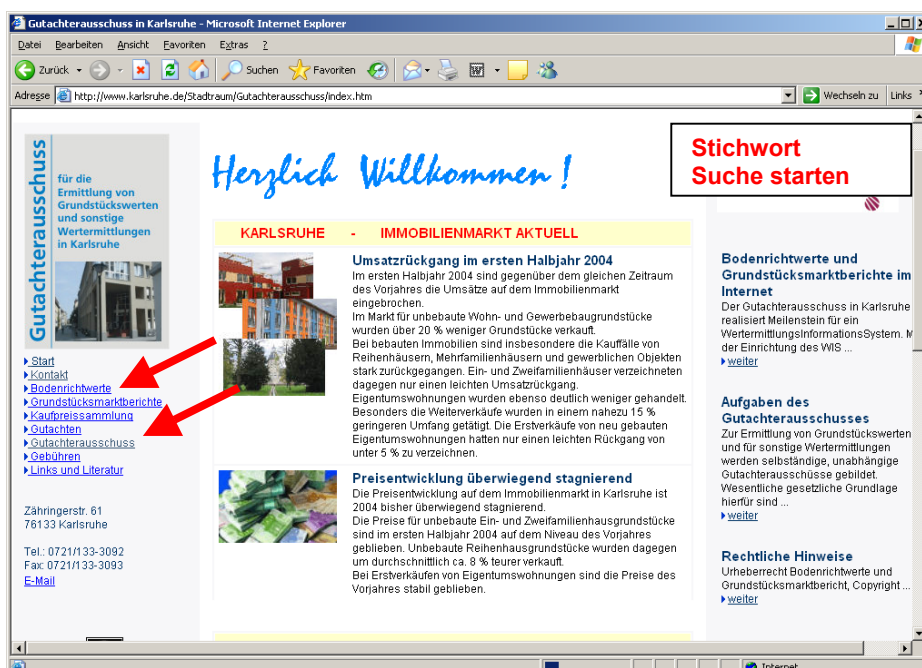 Gutachterausschuss in Karlsruhe - Microsoft Internet Explorer
Datei Bearbeiten Ansicht Favoriten Extras ?
Zurück Suchen Favoriten
Adresse http://www.karlsruhe.de/Stadtraum/Gutachterausschuss/index.htm Wechseln zu Links
Gutachterausschuss
für die
Ermittlung von
Grundstückswerten
und sonstige
Wertermittlungen
in Karlsruhe
Start
Kontakt
Bodenrichtwerte
Grundstücksmarktberichte
Kaufpreissammlung
Gutachten
Gutachterausschuss
Gebühren
Links und Literatur
Zähringerstr. 61
76133 Karlsruhe
Tel.: 0721/133-3092
Fax: 0721/133-3093
E-Mail
Herzlich Willkommen !
KARLSRUHE - IMMOBILIENMARKT AKTUELL
Umsatzrückgang im ersten Halbjahr 2004
Im ersten Halbjahr 2004 sind gegenüber dem gleichen Zeitraum
des Vorjahres die Umsätze auf dem Immobilienmarkt
eingebrochen.
Im Markt für unbebaute Wohn- und Gewerbebaugrundstücke
wurden über 20 % weniger Grundstücke verkauft.
Bei bebauten Immobilien sind insbesondere die Kauffälle von
Reihenhäusern, Mehrfamilienhäusern und gewerblichen Objekten
stark zurückgegangen. Ein- und Zweifamilienhäuser verzeichneten
dagegen nur einen leichten Umsatzrückgang.
Eigentumswohnungen wurden ebenso deutlich weniger gehandelt.
Besonders die Weiterverkäufe wurden in einem nahezu 15 %
geringeren Umfang getätigt. Die Erstverkäufe von neu gebauten
Eigentumswohnungen hatten nur einen leichten Rückgang von
unter 5 % zu verzeichnen.
Preisentwicklung überwiegend stagnierend
Die Preisentwicklung auf dem Immobilienmarkt in Karlsruhe ist
2004 bisher überwiegend stagnierend.
Die Preise für unbebaute Ein- und Zweifamilienhausgrundstücke
sind im ersten Halbjahr 2004 auf dem Niveau des Vorjahres
geblieben. Unbebaute Reihenhausgrundstücke wurden dagegen
um durchschnittlich ca. 8 % teurer verkauft.
Bei Erstverkäufen von Eigentumswohnungen sind die Preise des
Vorjahres stabil geblieben.
Stichwort
Suche starten
Bodenrichtwerte und
Grundstücksmarktberichte im
Internet
Der Gutachterausschuss in Karlsruhe
realisiert Meilenstein für ein
WertermittlungsInformationsSystem. M
der Einrichtung des WIS ...
weiter
Aufgaben des
Gutachterausschusses
Zur Ermittlung von Grundstückswerten
und für sonstige Wertermittlungen
werden selbständige, unabhängige
Gutachterausschüsse gebildet.
Wesentliche gesetzliche Grundlage
hierfür sind ...
weiter
Rechtliche Hinweise
Urheberrecht Bodenrichtwerte und
Grundstücksmarktbericht, Copyright ...
weiter
Internet